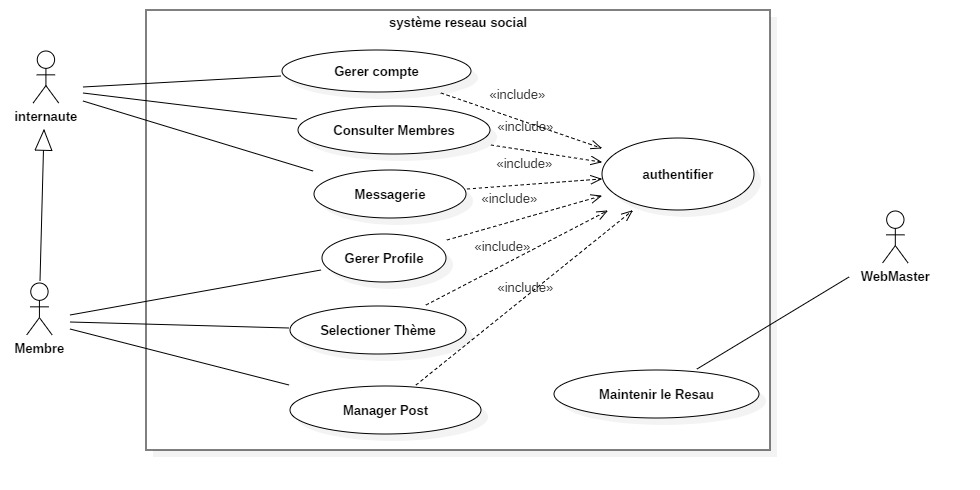 système reseau social
Gerer compte
«include»
internaute
Consulter Membres
«include»
«include»
authentifier
Messagerie
«include»
Gerer Profile
«include»
WebMaster
«include»
Membre
Selectioner Thème
Maintenir le Resau
Manager Post